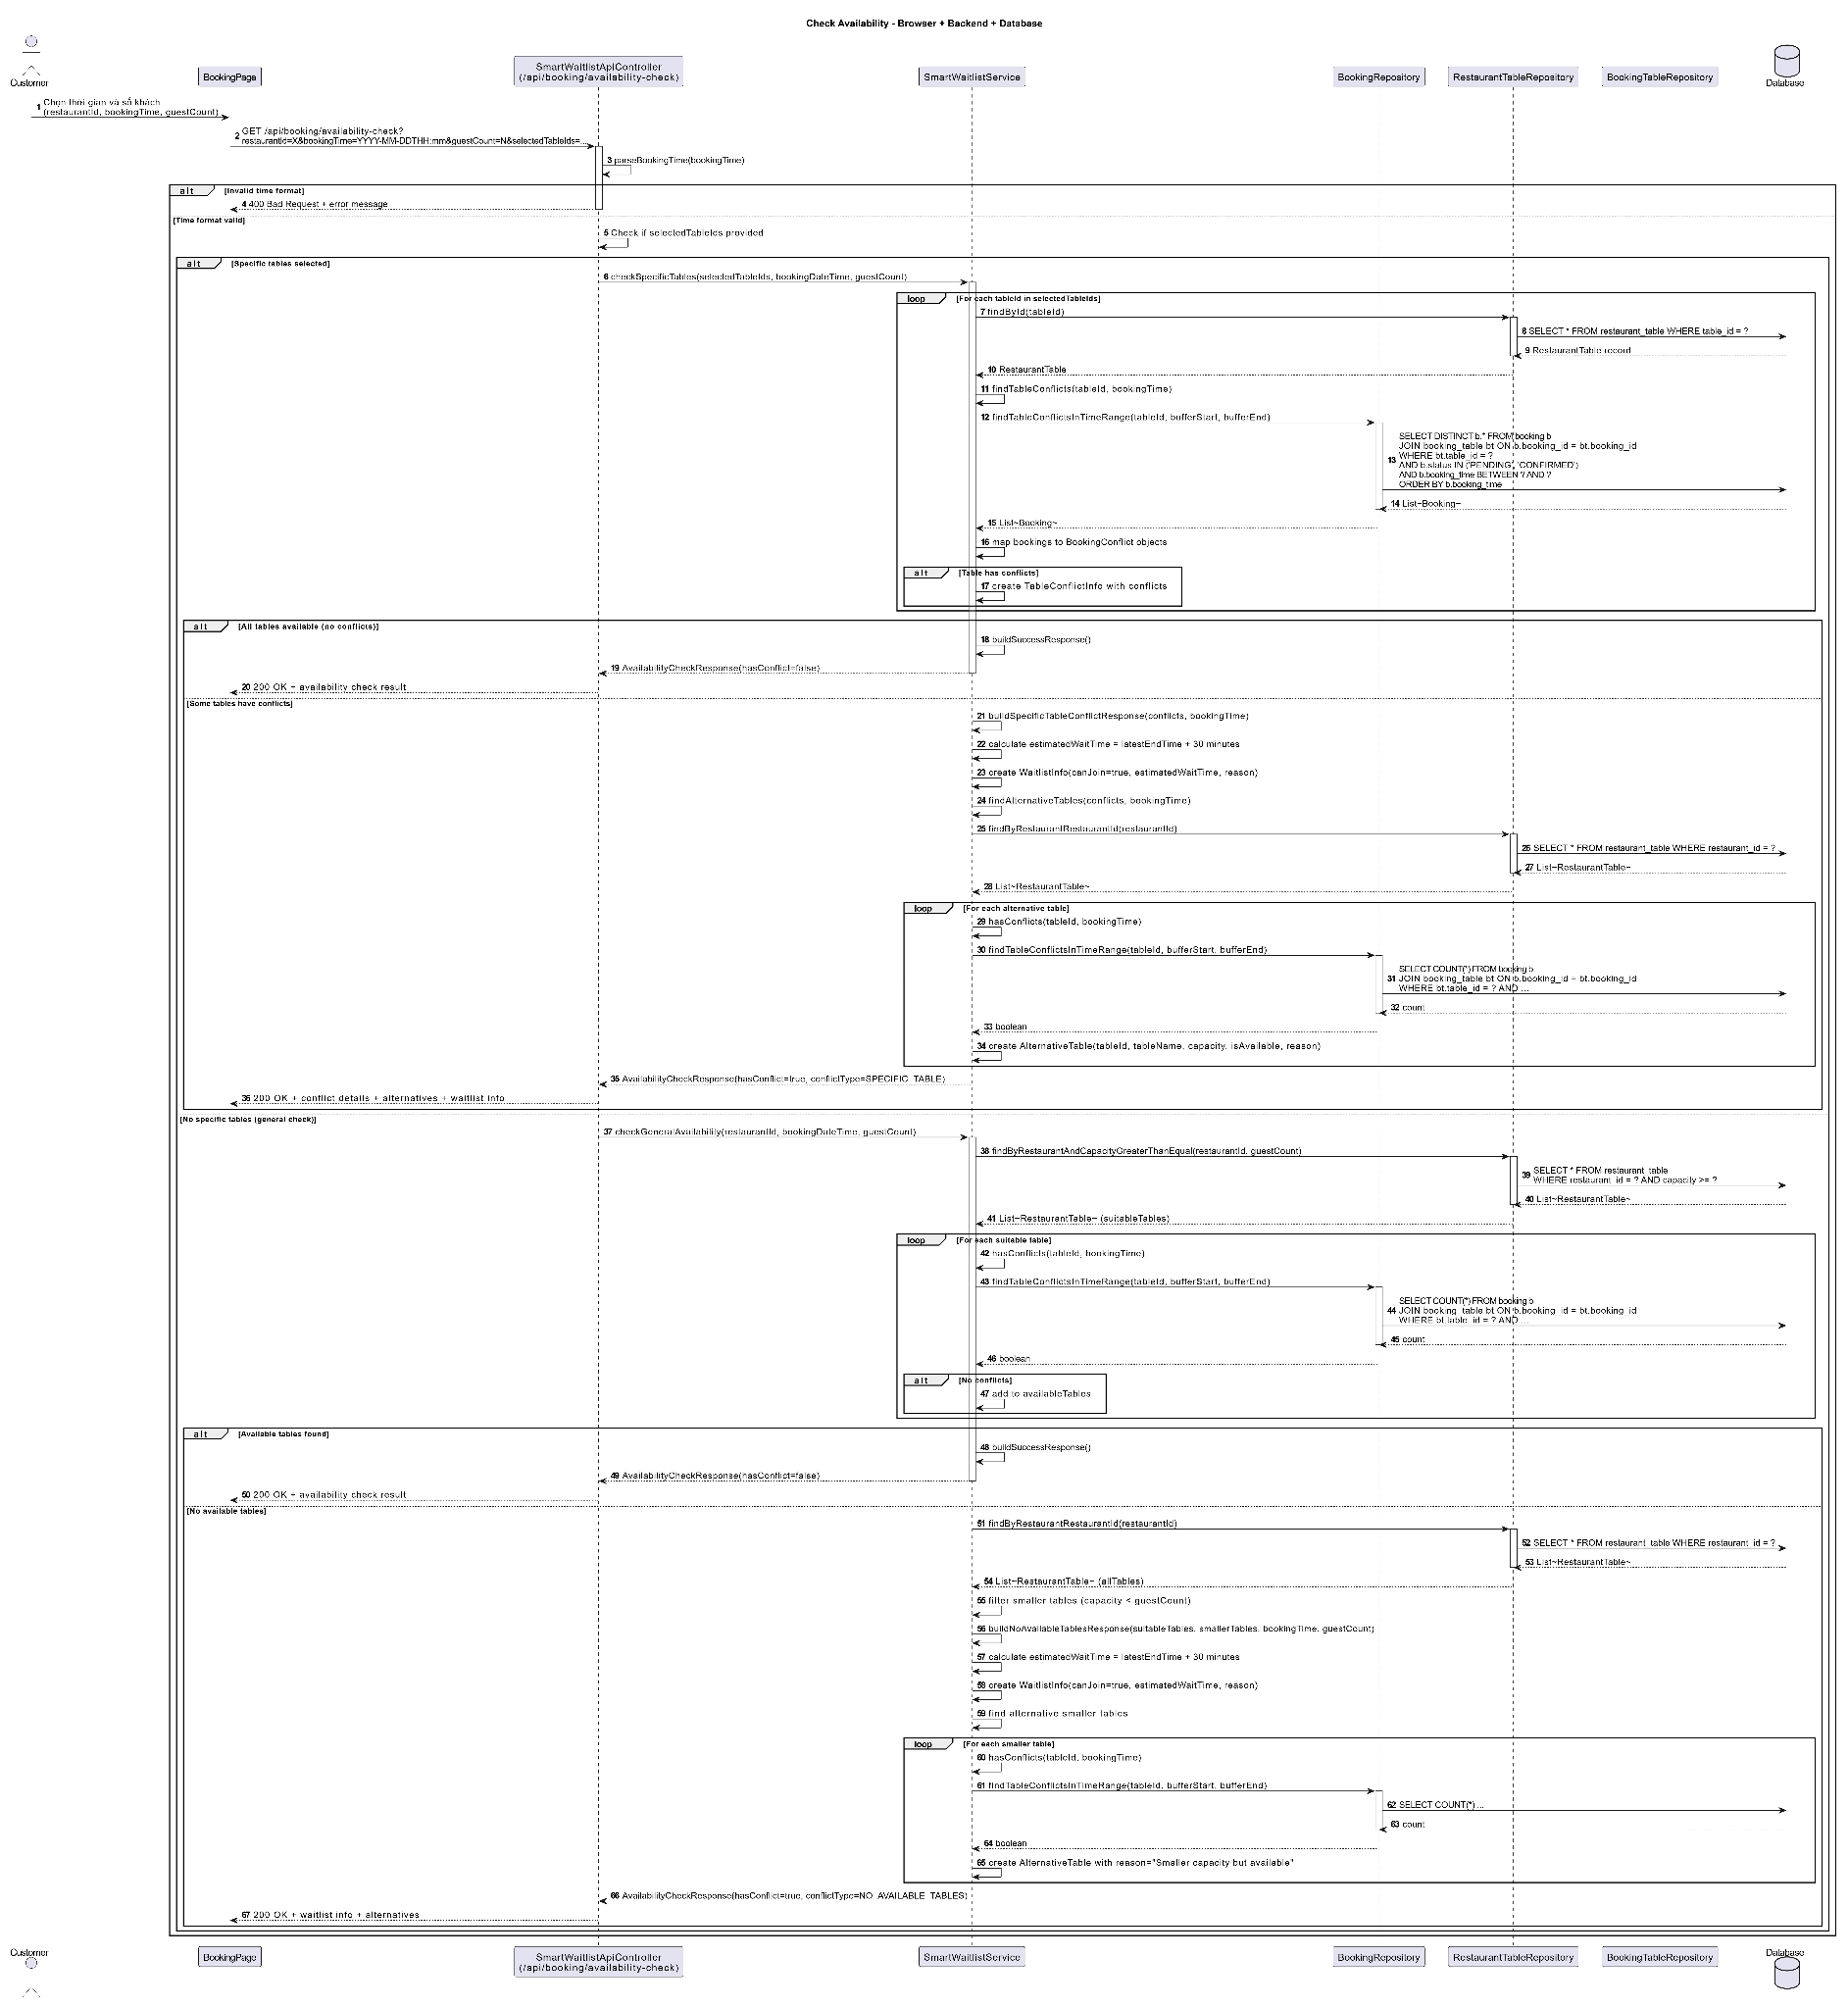 Check Availability - Browser + Backend + Database
Customer
BookingPage
SmartWaitlistApiController
(/api/booking/availability-check)
SmartWaitlistService
BookingRepository
RestaurantTableRepository
BookingTableRepository
Database
1 Chọn thời gian và số khách
(restaurantId, bookingTime, guestCount)
2 GET /api/booking/availability-check?
restaurantId=X&bookingTime=YYYY-MM-DDTHH:mm&guestCount=N&selectedTableIds=...
3 parseBookingTime(bookingTime)
alt [Invalid time format]
4 400 Bad Request + error message
[Time format valid]
5 Check if selectedTableIds provided
alt [Specific tables selected]
6 checkSpecificTables(selectedTableIds, bookingDateTime, guestCount)
loop [For each tableId in selectedTableIds]
7 findById(tableId)
8 SELECT * FROM restaurant_table WHERE table_id = ?
9 RestaurantTable record
10 RestaurantTable
11 findTableConflicts(tableId, bookingTime)
12 findTableConflictsInTimeRange(tableId, bufferStart, bufferEnd)
13 SELECT DISTINCT b.* FROM booking b
JOIN booking_table bt ON b.booking_id = bt.booking_id
WHERE bt.table_id = ?
AND b.status IN ('PENDING', 'CONFIRMED')
AND b.booking_time BETWEEN ? AND ?
ORDER BY b.booking_time
14 List~Booking~
15 List~Booking~
16 map bookings to BookingConflict objects
alt [Table has conflicts]
17 create TableConflictInfo with conflicts
alt [All tables available (no conflicts)]
18 buildSuccessResponse()
19 AvailabilityCheckResponse(hasConflict=false)
20 200 OK + availability check result
[Some tables have conflicts]
21 buildSpecificTableConflictResponse(conflicts, bookingTime)
22 calculate estimatedWaitTime = latestEndTime + 30 minutes
23 create WaitlistInfo(canJoin=true, estimatedWaitTime, reason)
24 findAlternativeTables(conflicts, bookingTime)
25 findByRestaurantRestaurantId(restaurantId)
26 SELECT * FROM restaurant_table WHERE restaurant_id = ?
27 List~RestaurantTable~
28 List~RestaurantTable~
loop [For each alternative table]
29 hasConflicts(tableId, bookingTime)
30 findTableConflictsInTimeRange(tableId, bufferStart, bufferEnd)
31 SELECT COUNT(*) FROM booking b
JOIN booking_table bt ON b.booking_id = bt.booking_id
WHERE bt.table_id = ? AND ...
32 count
33 boolean
34 create AlternativeTable(tableId, tableName, capacity, isAvailable, reason)
35 AvailabilityCheckResponse(hasConflict=true, conflictType=SPECIFIC_TABLE)
36 200 OK + conflict details + alternatives + waitlist info
[No specific tables (general check)]
37 checkGeneralAvailability(restaurantId, bookingDateTime, guestCount)
38 findByRestaurantAndCapacityGreaterThanEqual(restaurantId, guestCount)
39 SELECT * FROM restaurant_table
WHERE restaurant_id = ? AND capacity >= ?
40 List~RestaurantTable~
41 List~RestaurantTable~ (suitableTables)
loop [For each suitable table]
42 hasConflicts(tableId, bookingTime)
43 findTableConflictsInTimeRange(tableId, bufferStart, bufferEnd)
44 SELECT COUNT(*) FROM booking b
JOIN booking_table bt ON b.booking_id = bt.booking_id
WHERE bt.table_id = ? AND ...
45 count
46 boolean
alt [No conflicts]
47 add to availableTables
alt [Available tables found]
48 buildSuccessResponse()
49 AvailabilityCheckResponse(hasConflict=false)
50 200 OK + availability check result
[No available tables]
51 findByRestaurantRestaurantId(restaurantId)
52 SELECT * FROM restaurant_table WHERE restaurant_id = ?
53 List~RestaurantTable~
54 List~RestaurantTable~ (allTables)
55 filter smaller tables (capacity < guestCount)
56 buildNoAvailableTablesResponse(suitableTables, smallerTables, bookingTime, guestCount)
57 calculate estimatedWaitTime = latestEndTime + 30 minutes
58 create WaitlistInfo(canJoin=true, estimatedWaitTime, reason)
59 find alternative smaller tables
loop [For each smaller table]
60 hasConflicts(tableId, bookingTime)
61 findTableConflictsInTimeRange(tableId, bufferStart, bufferEnd)
62 SELECT COUNT(*) ...
63 count
64 boolean
65 create AlternativeTable with reason="Smaller capacity but available"
66 AvailabilityCheckResponse(hasConflict=true, conflictType=NO_AVAILABLE_TABLES)
67 200 OK + waitlist info + alternatives
Customer
BookingPage
SmartWaitlistApiController
(/api/booking/availability-check)
SmartWaitlistService
BookingRepository
RestaurantTableRepository
BookingTableRepository
Database